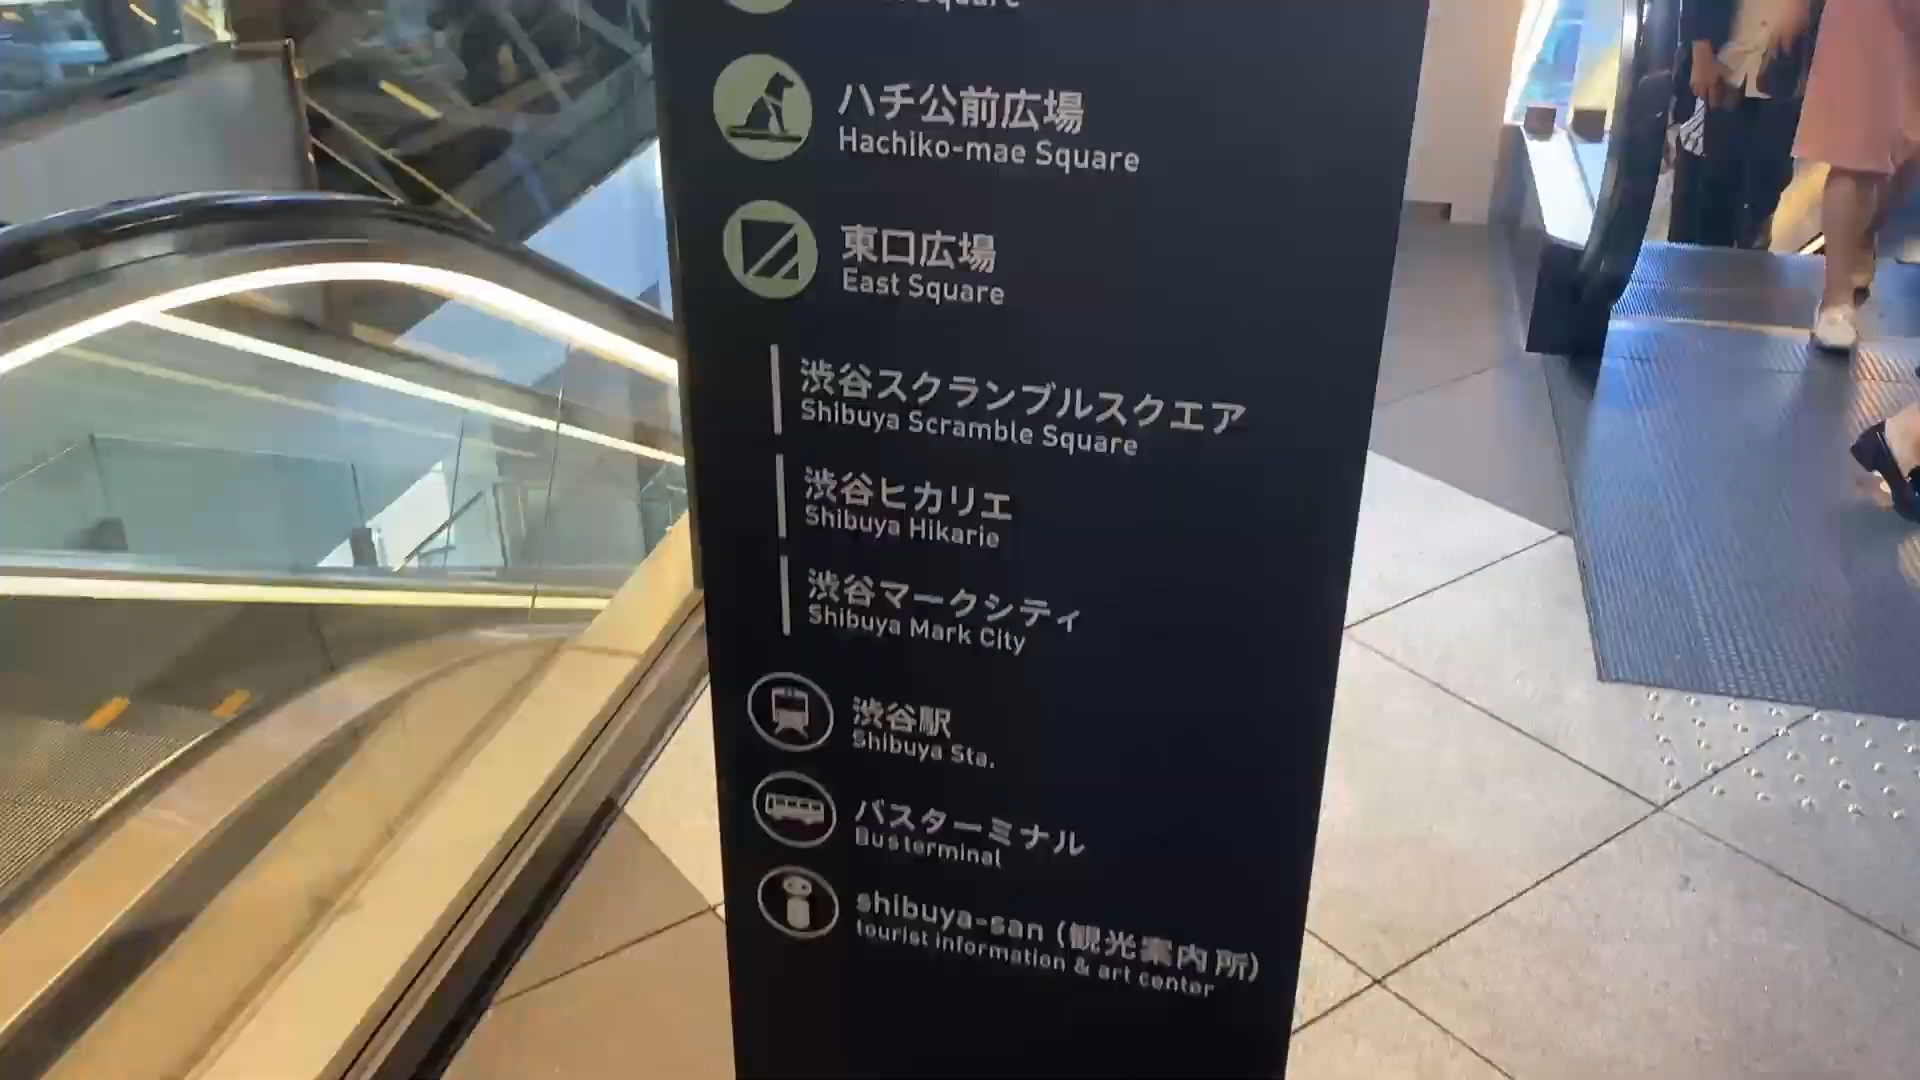 Square
ハチ公前広場
Hachiko-mae Square
東口広場
East Square
渋谷スクランブルスクエア
Shibuya Scramble Square
渋谷ヒカリエ
Shibuya Hikarie
渋谷マークシティ
Shibuya Mark City
渋谷駅
Shibuya Sta.
バスターミナル
Bus terminal
shibuya-san (観光案内所)
tourist information & art center